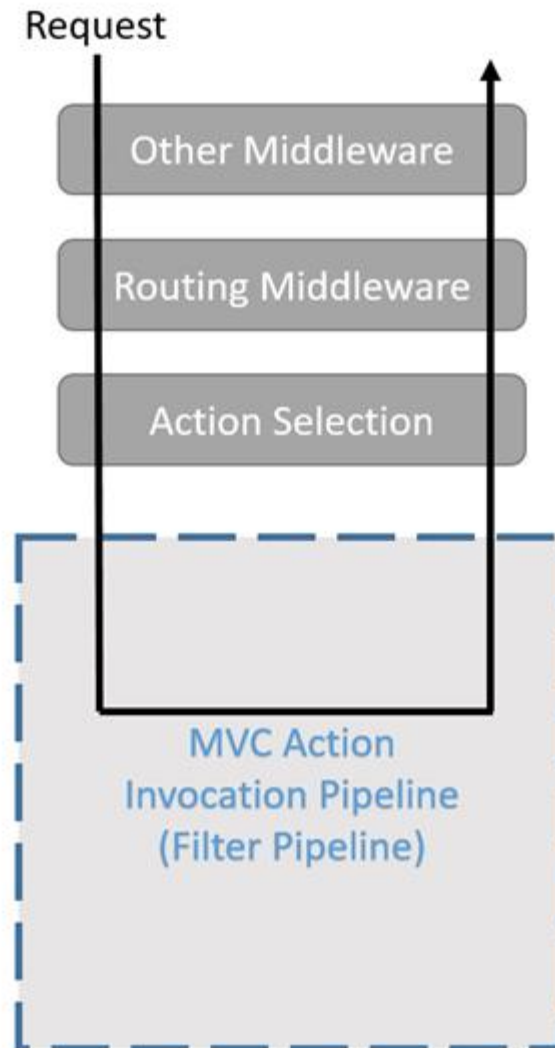 Request
Other Middleware
Routing Middleware
Action Selection
MVC Action
Invocation Pipeline
(Filter Pipeline)